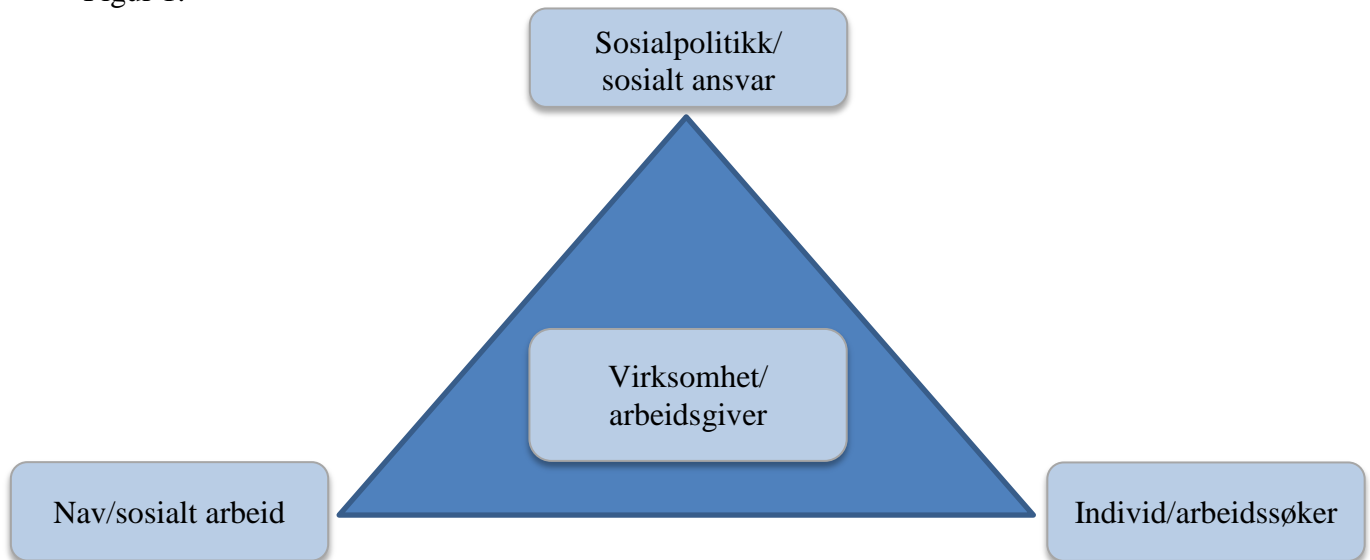 Figur 1.
Sosialpolitikk/
sosialt ansvar
Virksomhet/
arbeidsgiver
Nav/sosialt arbeid
Individ/arbeidssøker